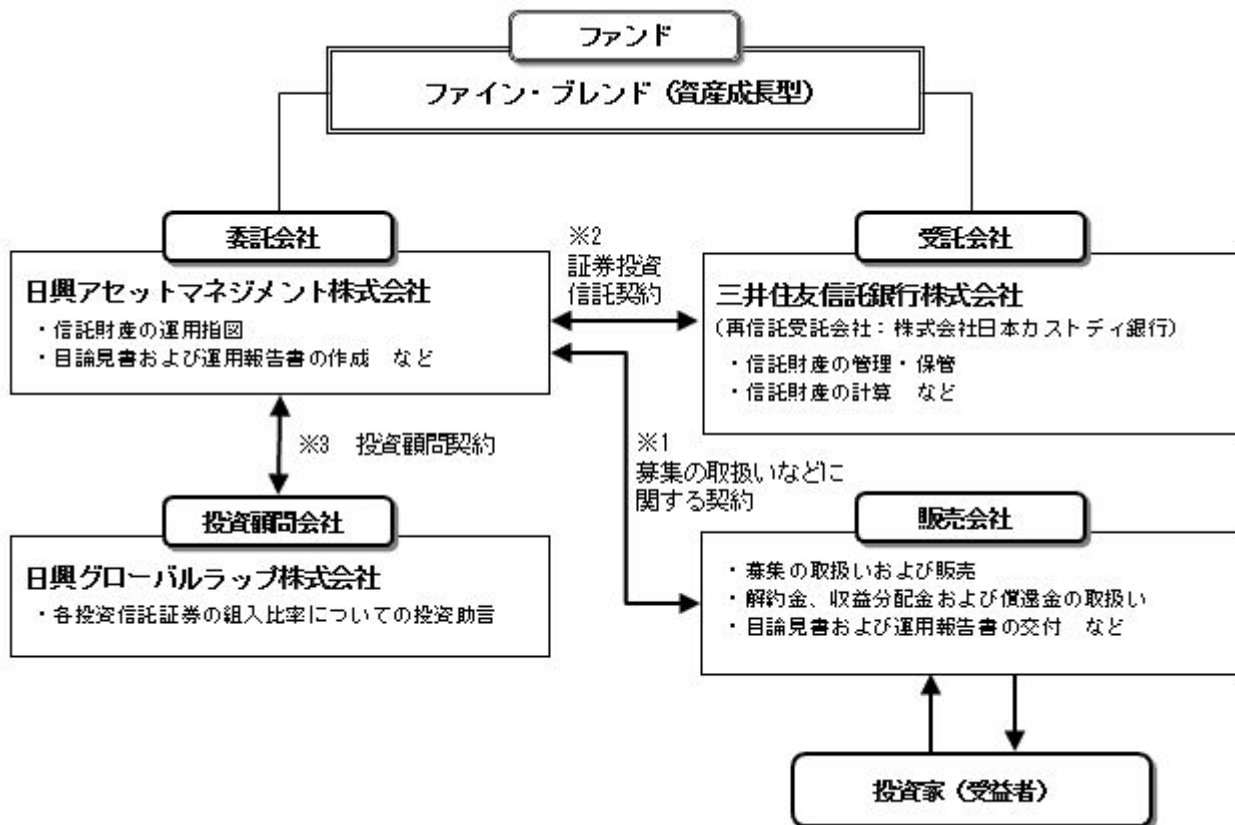 ファンド
ファイン・ブレンド（資産成長型）
委託会社
日興アセットマネジメント株式会社
・信託財産の運用指図
・目論見書および運用報告書の作成　など
※2
証券投資
信託契約
受託会社
三井住友信託銀行株式会社
（再信託受託会社：株式会社日本カストディ銀行）
・信託財産の管理・保管
・信託財産の計算　など
※3　投資顧問契約
※1
募集の取扱いなどに
関する契約
投資顧問会社
日興グローバルラップ株式会社
・各投資信託証券の組入比率についての投資助言
販売会社
・募集の取扱いおよび販売
・解約金、収益分配金および償還金の取扱い
・目論見書および運用報告書の交付　など
投資家（受益者）